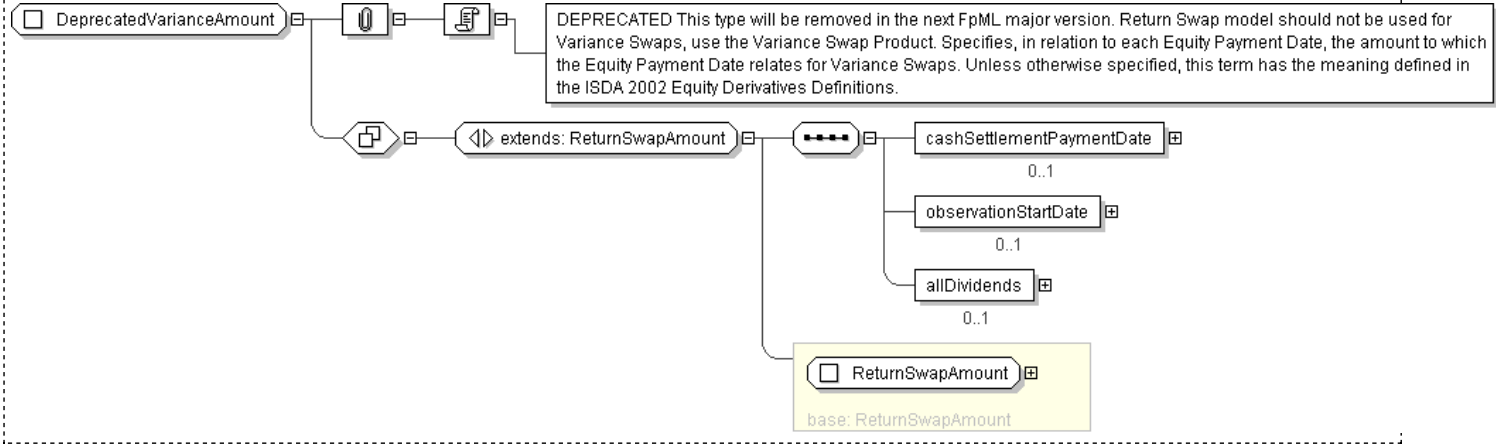 DeprecatedVarianceAmount
DEPRECATED This type will be removed in the next FpML major version. Return Swap model should not be used for
Variance Swaps, use the Variance Swap Product. Specifies, in relation to each Equity Payment Date, the amount to which
the Equity Payment Date relates for Variance Swaps. Unless otherwise specified, this term has the meaning defined in
the ISDA 2002 Equity Derivatives Definitions.
extends: ReturnSwapAmount
cashSettlementPaymentDate
0..1
observationStartDate
0..1
allDividends
0..1
ReturnSwapAmount
base: ReturnSwapAmount